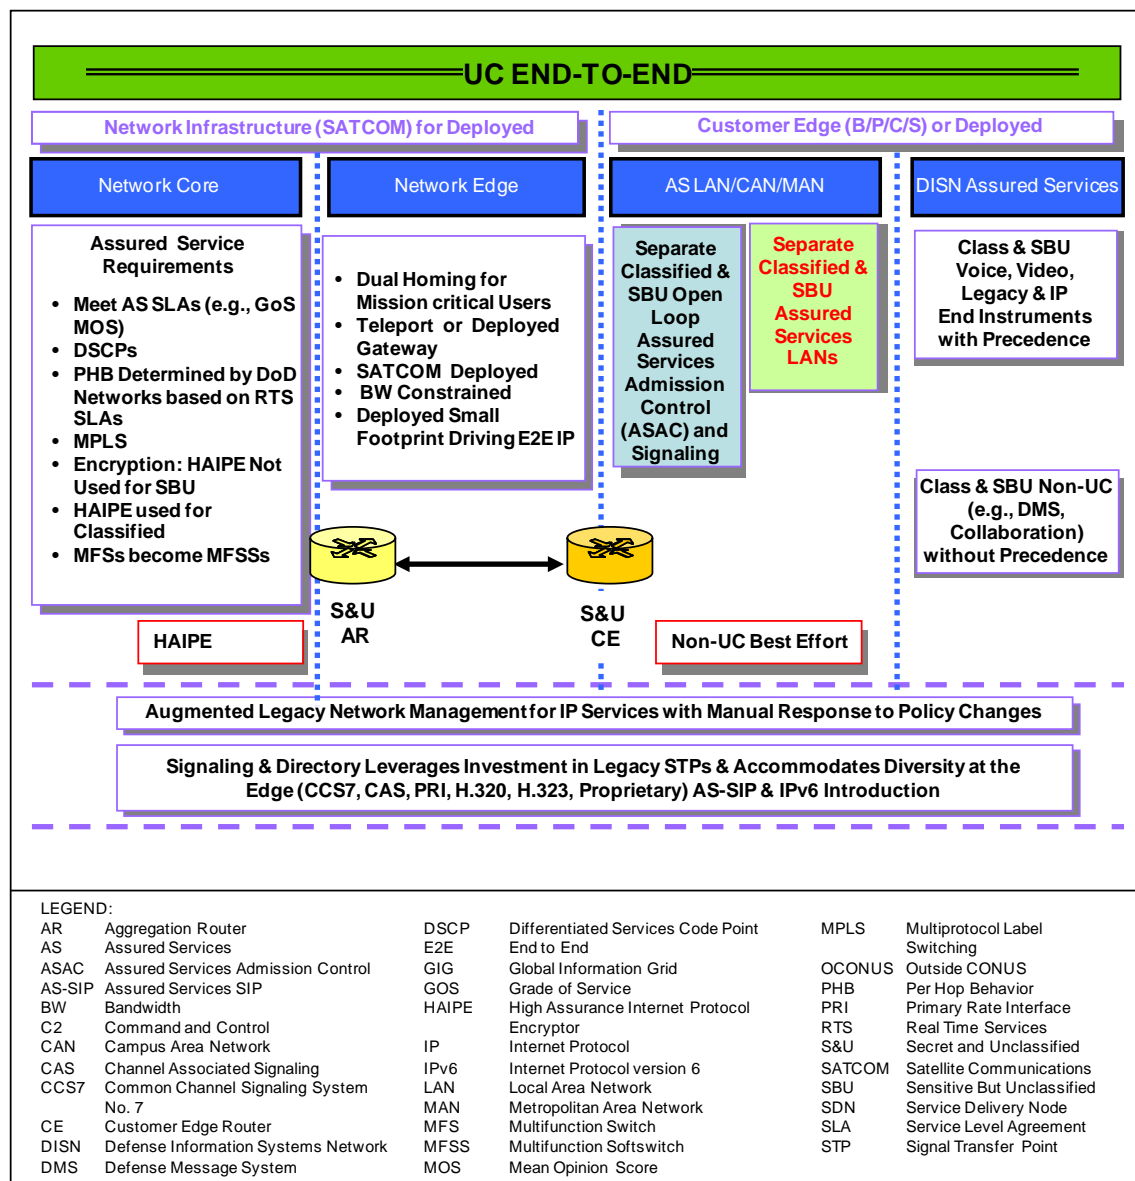 UC END-TO-END
Network Infrastructure (SATCOM) for Deployed
Customer Edge (B/P/C/S) or Deployed
Network Core
Network Edge
AS LAN/CAN/MAN
DISN Assured Services
Assured Service
Requirements
• Meet AS SLAs (e.g., GoS
MOS)
• DSCPs
• PHB Determined by DoD
Networks based on RTS
SLAs
• MPLS
• Encryption: HAIPE Not
Used for SBU
• HAIPE used for
Classified
• MFSs become MFSSs
• Dual Homing for
Mission critical Users
• Teleport or Deployed
Gateway
• SATCOM Deployed
• BW Constrained
• Deployed Small
Footprint Driving E2E IP
Separate
Classified &
SBU Open
Loop
Assured
Services
Admission
Control
(ASAC) and
Signaling
Separate
Classified &
SBU
Assured
Services
LANs
Class & SBU
Voice, Video,
Legacy & IP
End Instruments
with Precedence
Class & SBU Non-UC
(e.g., DMS,
Collaboration)
without Precedence
S&U
AR
S&U
CE
HAIPE
Non-UC Best Effort
Augmented Legacy Network Management for IP Services with Manual Response to Policy Changes
Signaling & Directory Leverages Investment in Legacy STPs & Accommodates Diversity at the
Edge (CCS7, CAS, PRI, H.320, H.323, Proprietary) AS-SIP & IPv6 Introduction
LEGEND:
AR Aggregation Router
AS Assured Services
ASAC Assured Services Admission Control
AS-SIP Assured Services SIP
BW Bandwidth
C2 Command and Control
CAN Campus Area Network
CAS Channel Associated Signaling
CCS7 Common Channel Signaling System
No. 7
CE Customer Edge Router
DISN Defense Information Systems Network
DMS Defense Message System
DSCP Differentiated Services Code Point
E2E End to End
GIG Global Information Grid
GOS Grade of Service
HAIPE High Assurance Internet Protocol
Encryptor
IP Internet Protocol
IPv6 Internet Protocol version 6
LAN Local Area Network
MAN Metropolitan Area Network
MFS Multifunction Switch
MFSS Multifunction Softswitch
MOS Mean Opinion Score
MPLS Multiprotocol Label
Switching
OCONUS Outside CONUS
PHB Per Hop Behavior
PRI Primary Rate Interface
RTS Real Time Services
S&U Secret and Unclassified
SATCOM Satellite Communications
SBU Sensitive But Unclassified
SDN Service Delivery Node
SLA Service Level Agreement
STP Signal Transfer Point